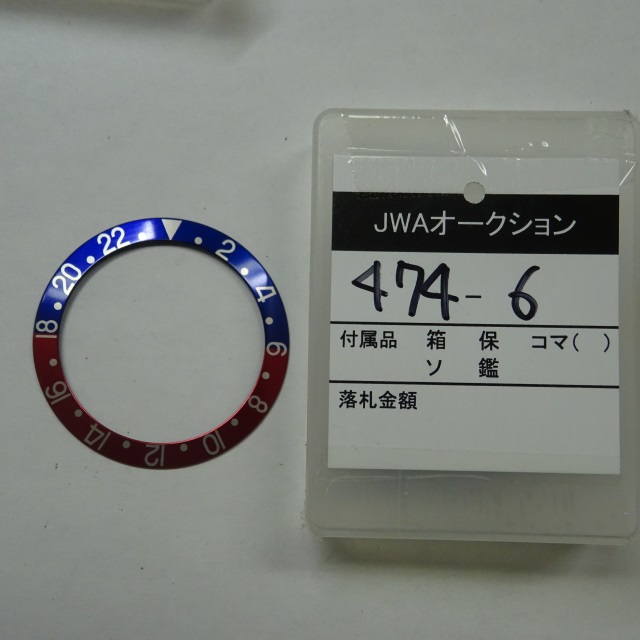 22 2 4 6 8 10 12 14 16 18 20
JWAオークション
474-6
付属品 箱 保 コマ( )
ソ 鑑
落札金額